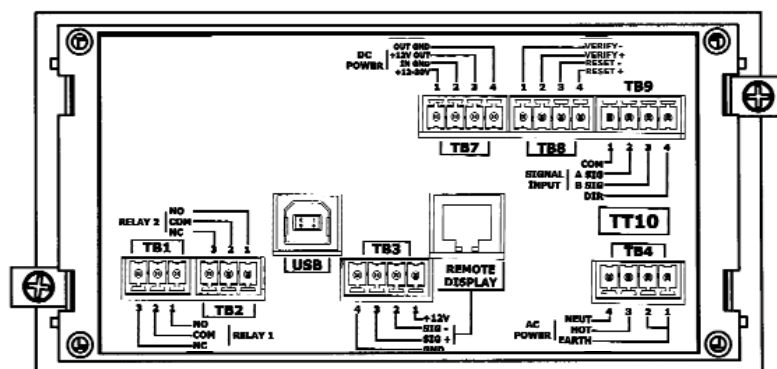 OUT GND
DC +12V OUT
POWER IN GND
+12-30V
1 2 3 4
VERIFY-
VERIFY+
RESET -
RESET +
1 2 3 4
TB9
TB7
TB8
1 2 3 4
COM
SIGNAL A SIG
INPUT B SIG
DIR
TT10
NO
RELAY 2 COM
NC
3 2 1
TB1
TB2
USB
TB3
REMOTE
DISPLAY
TB4
3 2 1
NO
COM RELAY 1
NC
4 3 2 1
+12V
SIG -
SIG +
GND
4 3 2 1
AC NEUT
POWER HOT
EARTH